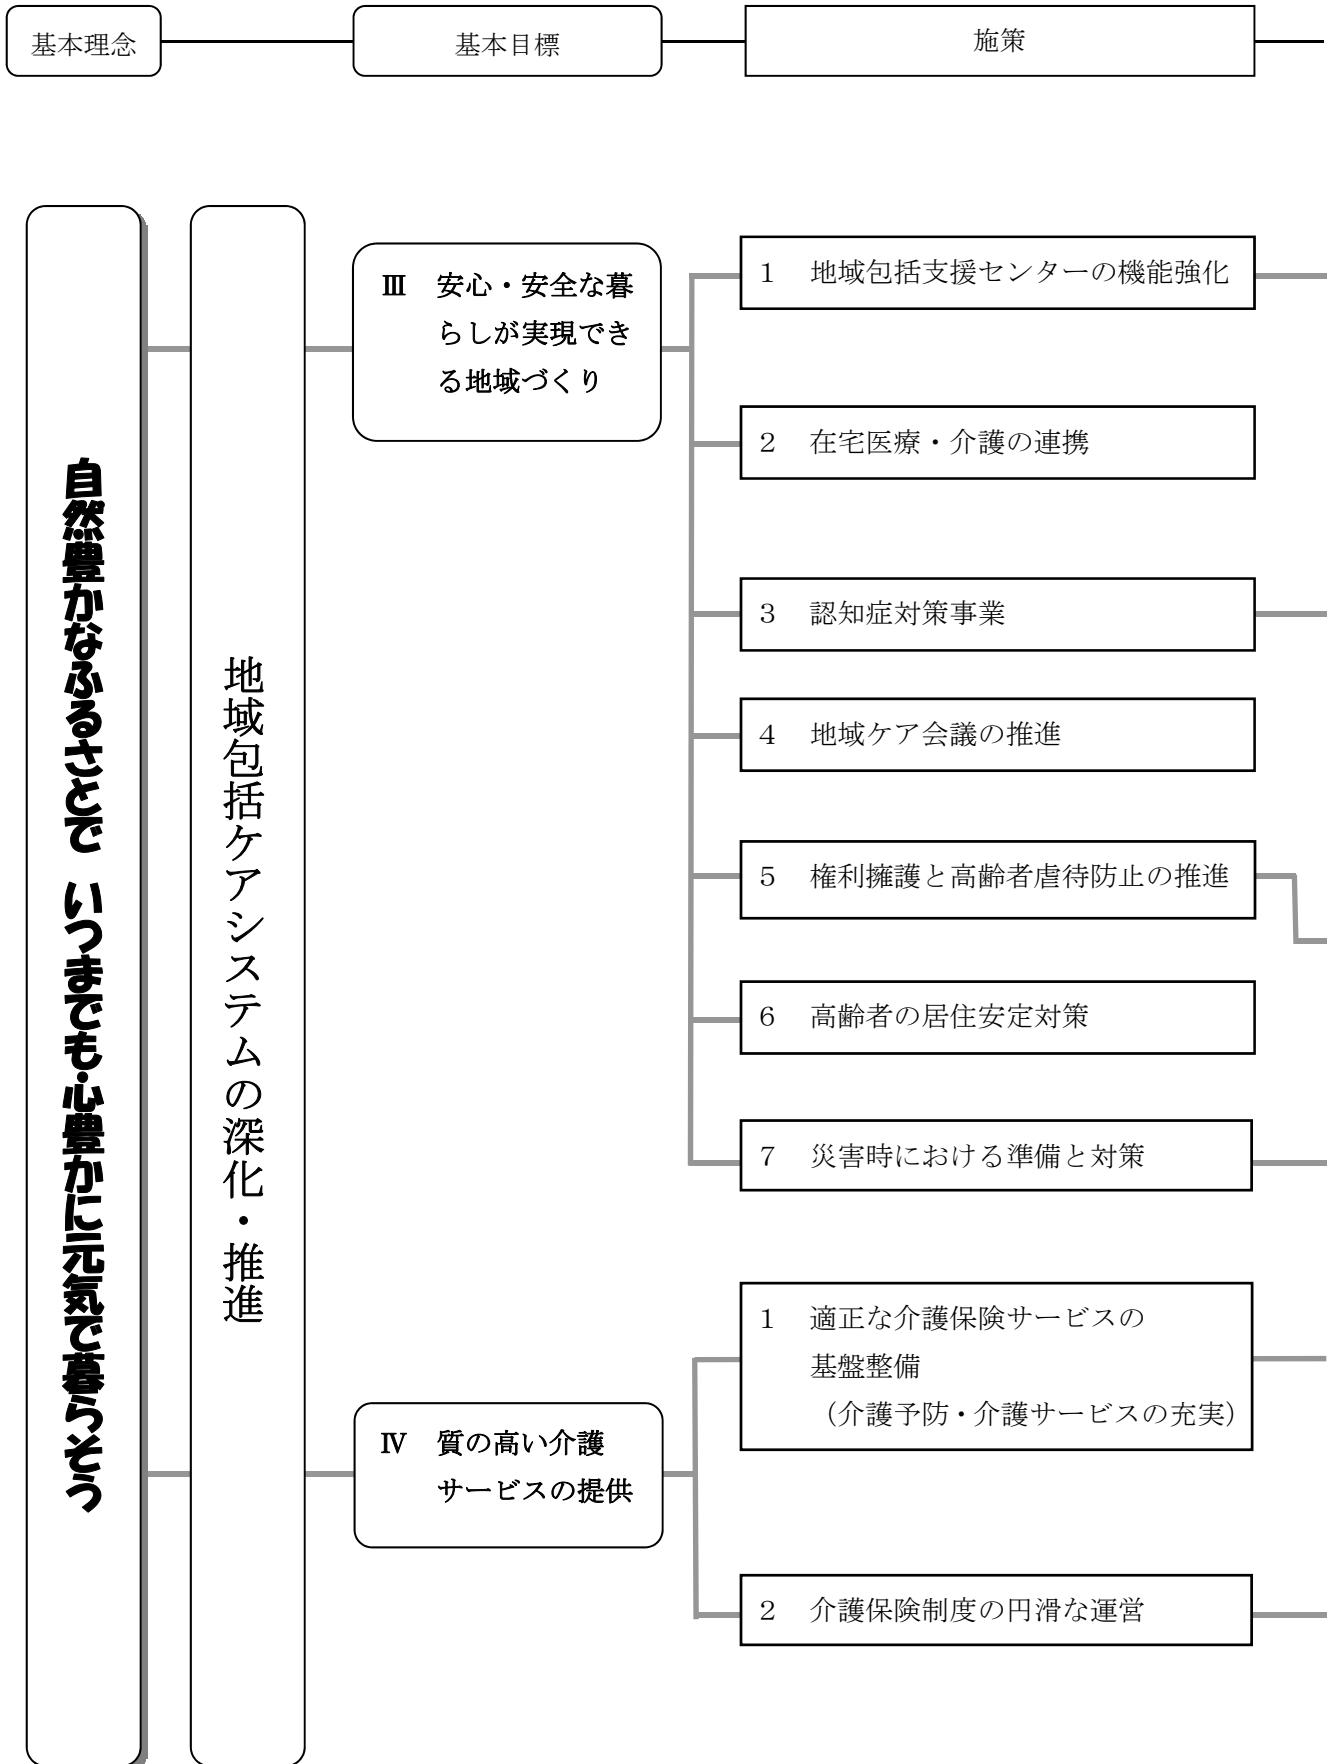 基本理念
基本目標
施策
自然豊かなふるさとで いつまでも心豊かに元気で暮らそう
地域包括ケアシステムの深化・推進
Ⅲ 安心・安全な暮
らしが実現でき
る地域づくり
1 地域包括支援センターの機能強化
2 在宅医療・介護の連携
3 認知症対策事業
4 地域ケア会議の推進
5 権利擁護と高齢者虐待防止の推進
6 高齢者の居住安定対策
7 災害時における準備と対策
Ⅳ 質の高い介護
サービスの提供
1 適正な介護保険サービスの
基盤整備
（介護予防・介護サービスの充実）
2 介護保険制度の円滑な運営